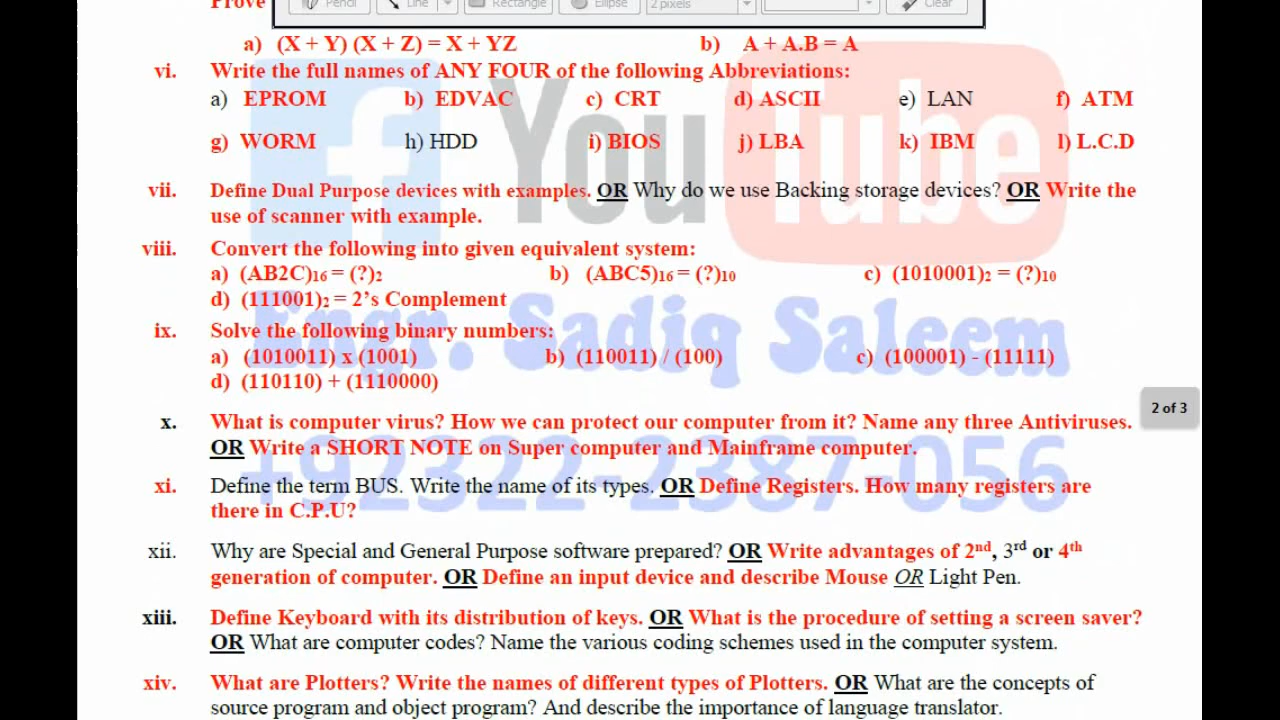 Prove
Pencil Line Rectangle Ellipse 2 pixels Clear
a) (X + Y) (X + Z) = X + YZ b) A + A.B = A
vi. Write the full names of ANY FOUR of the following Abbreviations:
a) EPROM b) EDVAC c) CRT d) ASCII e) LAN f) ATM
g) WORM h) HDD i) BIOS j) LBA k) IBM l) L.C.D
vii. Define Dual Purpose devices with examples. OR Why do we use Backing storage devices? OR Write the
use of scanner with example.
viii. Convert the following into given equivalent system:
a) (AB2C)16 = (?)2 b) (ABC5)16 = (?)10 c) (1010001)2 = (?)10
d) (111001)2 = 2's Complement
ix. Solve the following binary numbers:
a) (1010011) x (1001) b) (110011) / (100) c) (100001) - (11111)
d) (110110) + (1110000)
2 of 3
x. What is computer virus? How we can protect our computer from it? Name any three Antiviruses.
OR Write a SHORT NOTE on Super computer and Mainframe computer.
xi. Define the term BUS. Write the name of its types. OR Define Registers. How many registers are
there in C.P.U?
xii. Why are Special and General Purpose software prepared? OR Write advantages of 2nd, 3rd or 4th
generation of computer. OR Define an input device and describe Mouse OR Light Pen.
xiii. Define Keyboard with its distribution of keys. OR What is the procedure of setting a screen saver?
OR What are computer codes? Name the various coding schemes used in the computer system.
xiv. What are Plotters? Write the names of different types of Plotters. OR What are the concepts of
source program and object program? And describe the importance of language translator.
f YouTube
Engr. Sadiq Saleem
+92322-2387-056